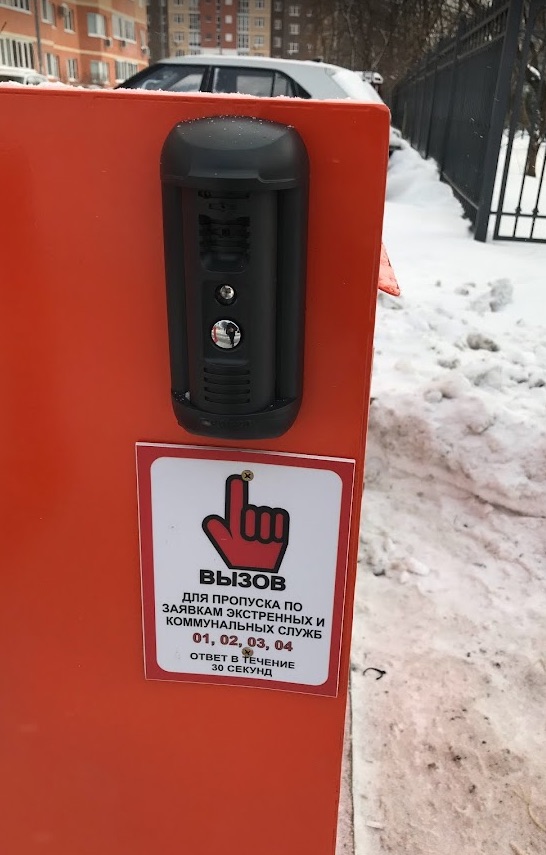 ВЫЗОВ
ДЛЯ ПРОПУСКА ПО
ЗАЯВКАМ ЭКСТРЕННЫХ И
КОММУНАЛЬНЫХ СЛУЖБ
01, 02, 03, 04
ОТВЕТ В ТЕЧЕНИЕ
30 СЕКУНД